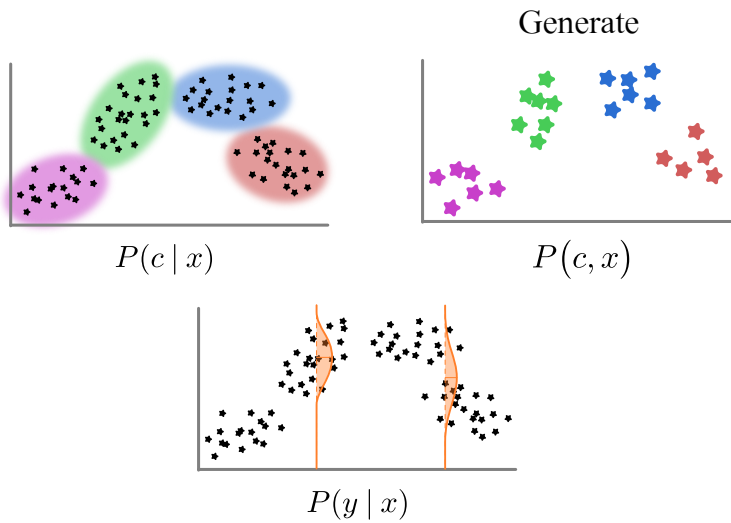 Generate
P(c | x)
P(c, x)
P(y | x)